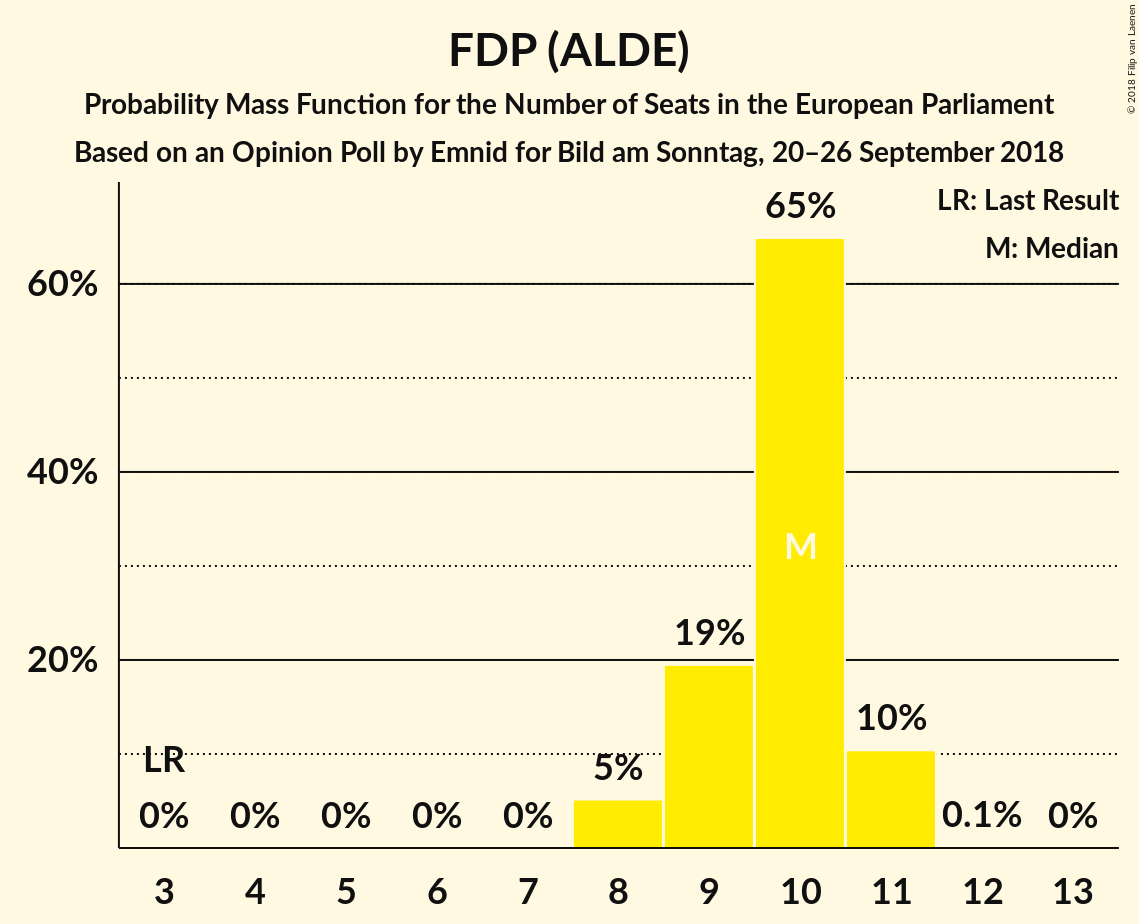 FDP (ALDE)
Probability Mass Function for the Number of Seats in the European Parliament
Based on an Opinion Poll by Emnid for Bild am Sonntag, 20–26 September 2018
© 2018 Filip van Laenen
LR: Last Result
M: Median
60%
40%
20%
65%
M
19%
10%
LR
5%
0% 0% 0% 0% 0% 0.1% 0%
3 4 5 6 7 8 9 10 11 12 13